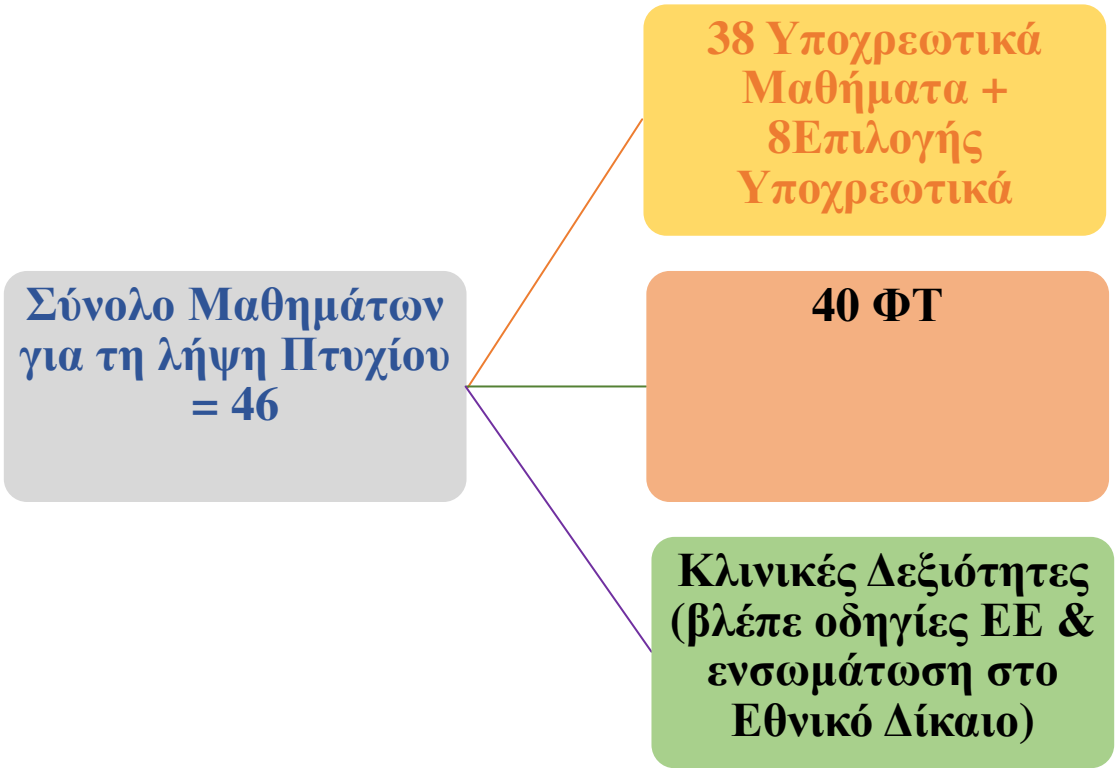 Σύνολο Μαθημάτων
για τη λήψη Πτυχίου
= 46
38 Υποχρεωτικά
Μαθήματα +
8Επιλογής
Υποχρεωτικά
40 ΦΤ
Κλινικές Δεξιότητες
(βλέπε οδηγίες ΕΕ &
ενσωμάτωση στο
Εθνικό Δίκαιο)